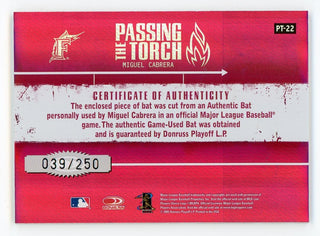 PT-22
PASSING
THE TORCH
MIGUEL CABRERA
CERTIFICATE OF AUTHENTICITY
The enclosed piece of bat was cut from an Authentic Bat
personally used by Miguel Cabrera in an official Major League Baseball®
game. The authentic Game-Used Bat was obtained
and is guaranteed by Donruss Playoff L.P.
039/250